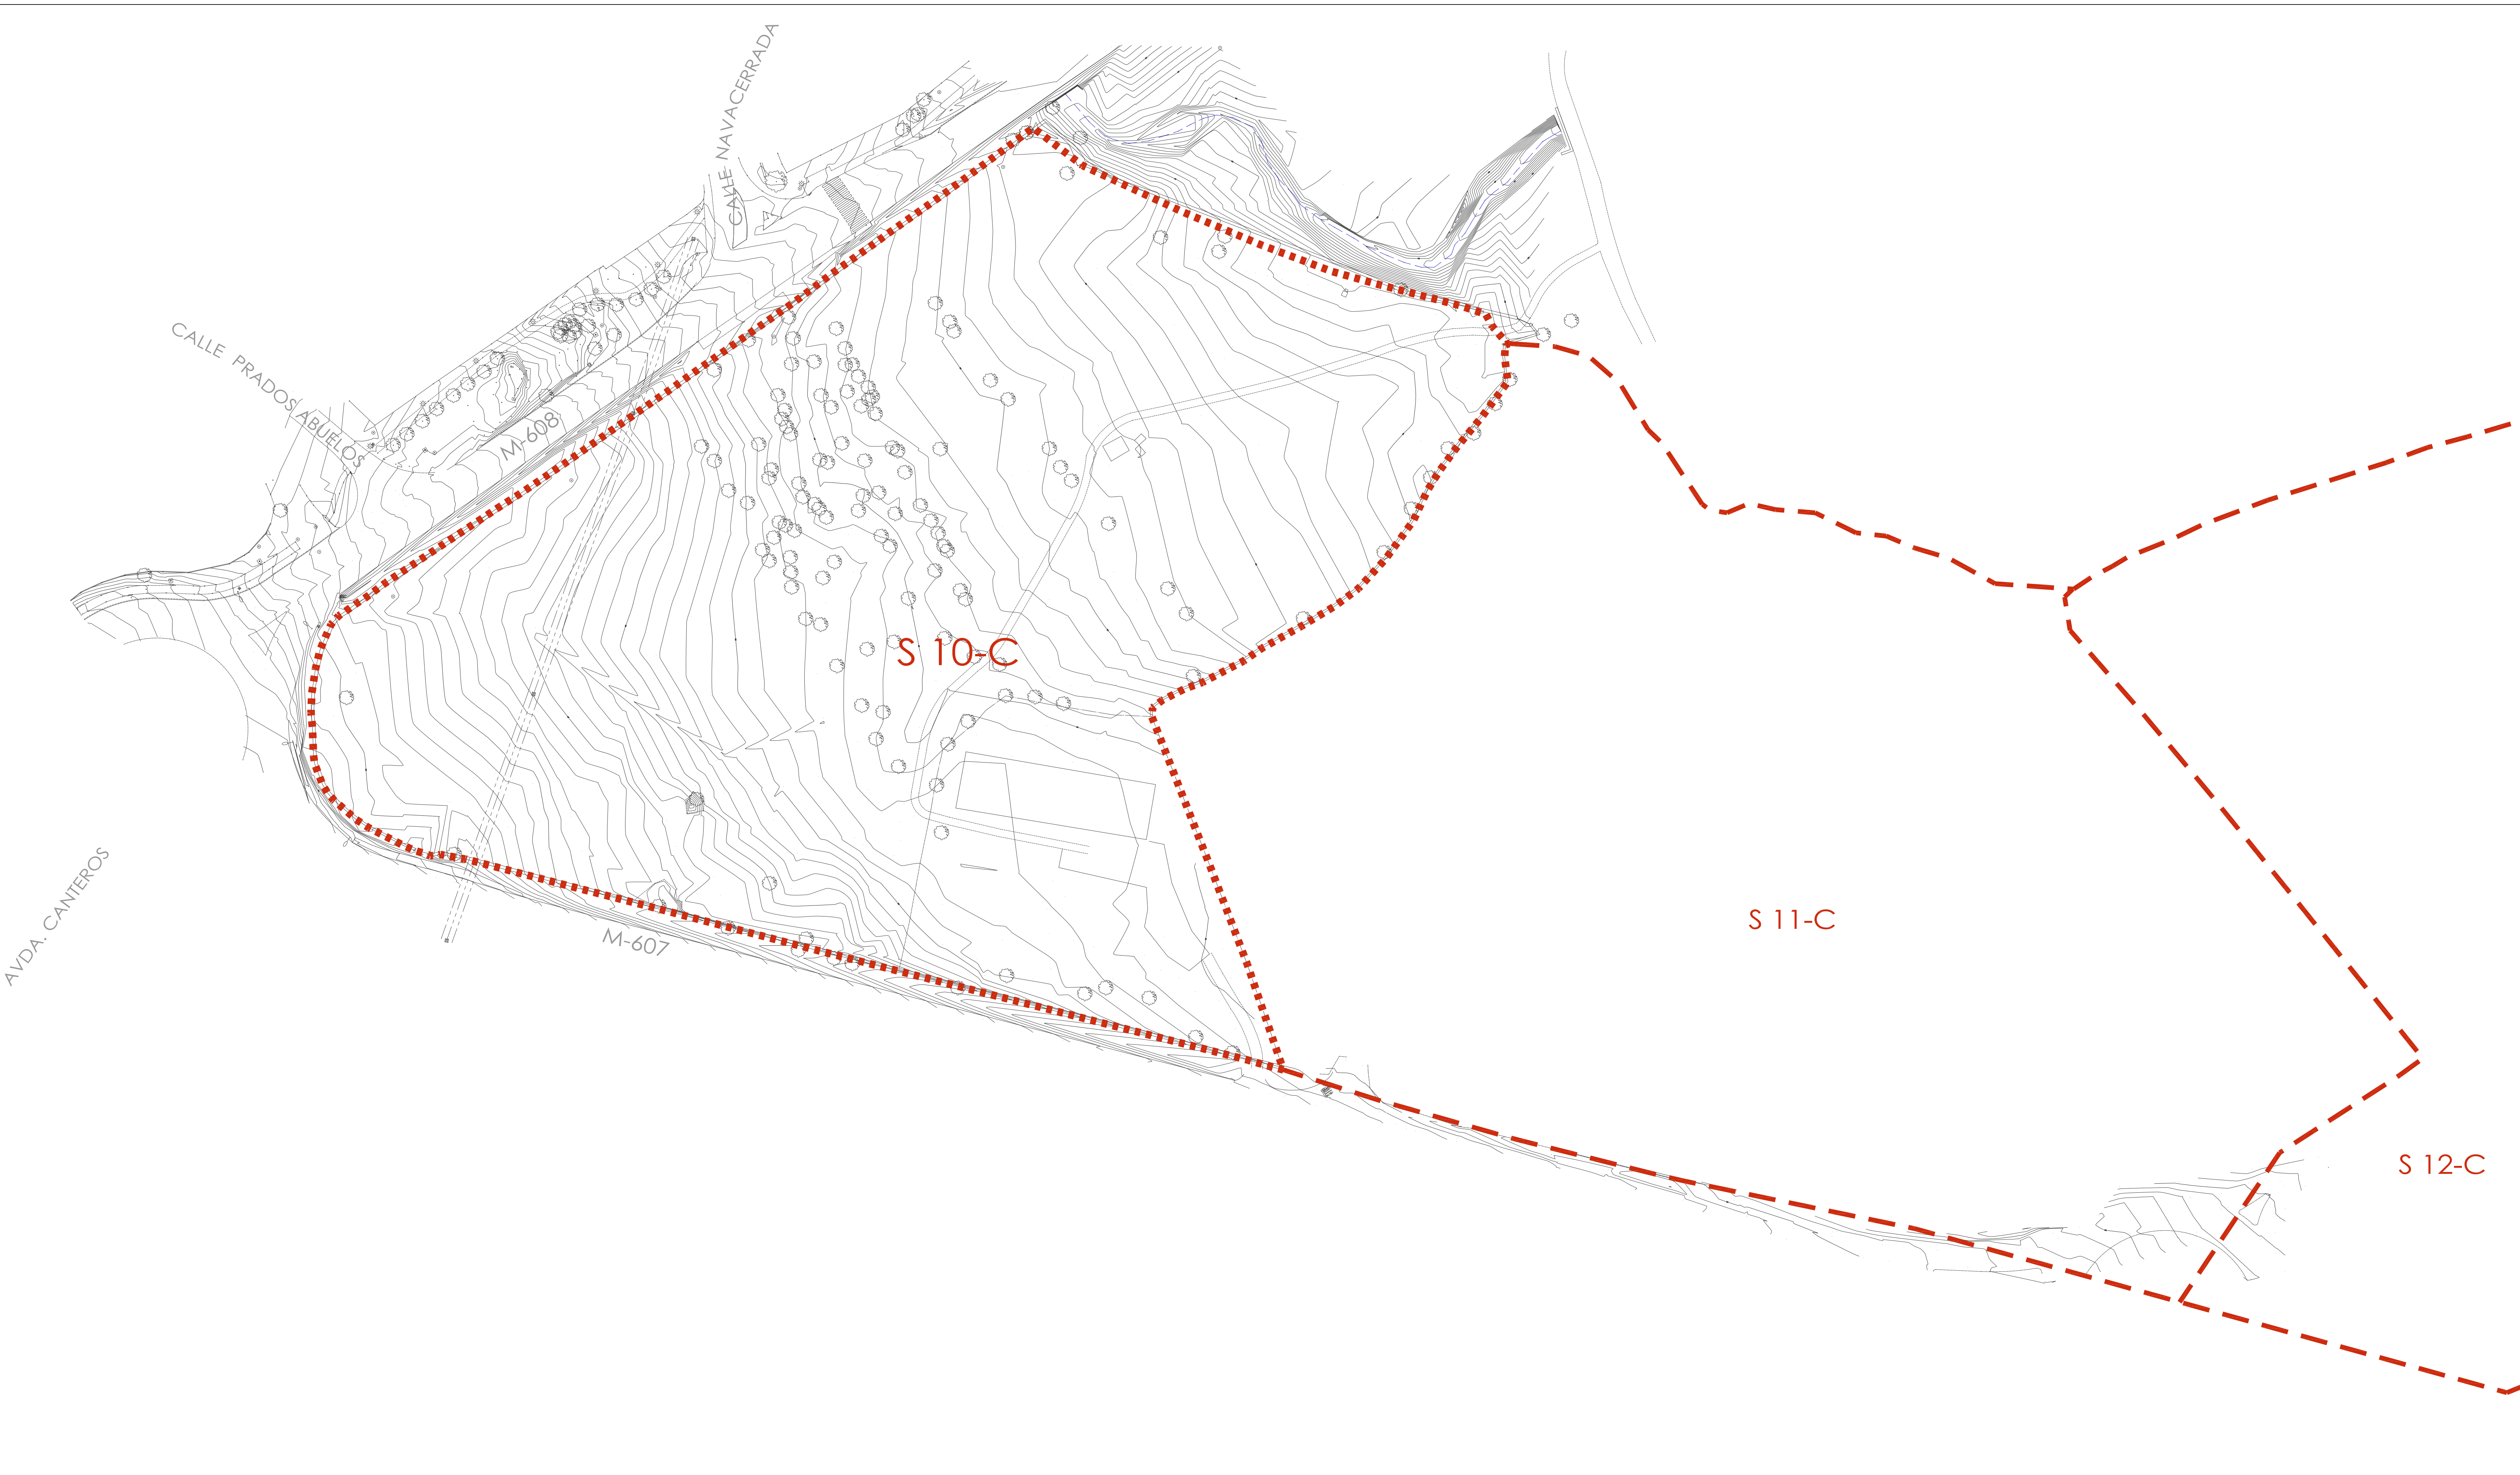 CALLE NAVACERRADA
CALLE PRADOS ABUELOS
M-608
S 10-C
AVDA. CANTEROS
M-607
S 11-C
S 12-C